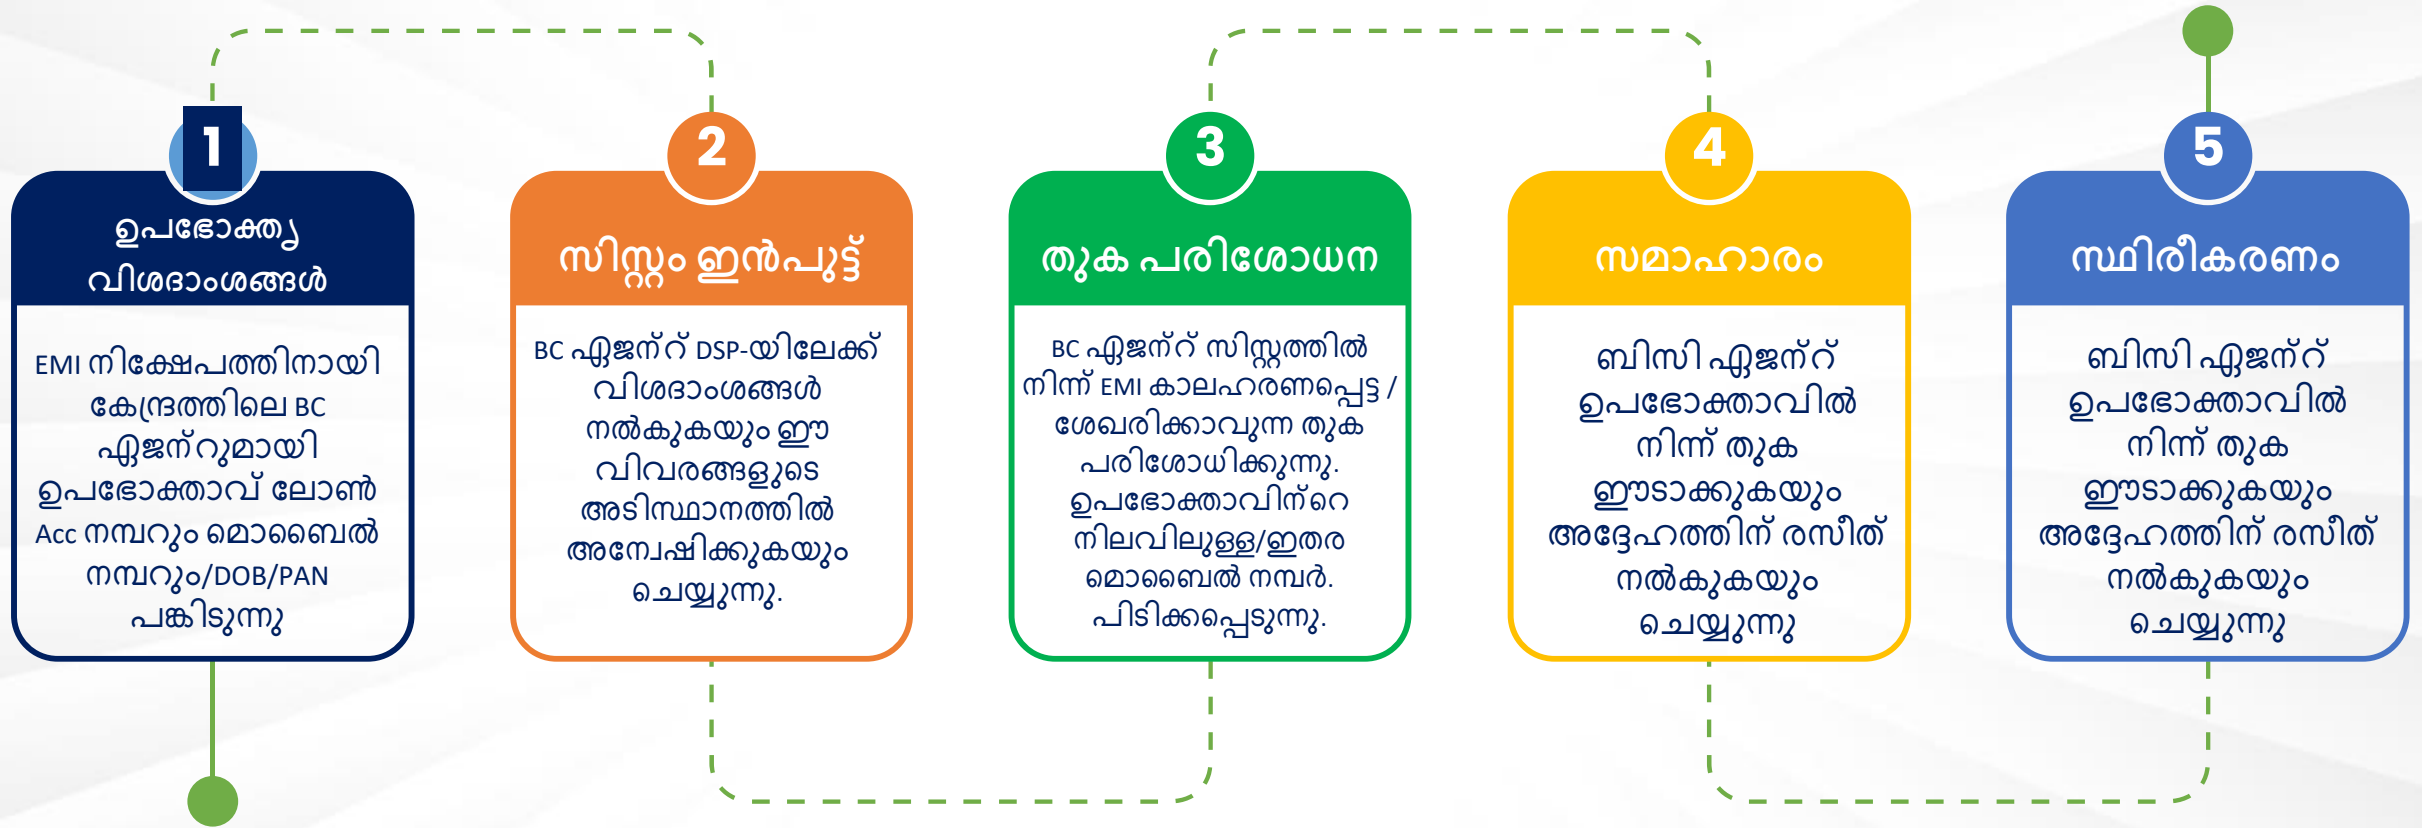 1
ഉപഭോക്തൃ
വിശദാംശങ്ങൾ
EMI നിക്ഷേപത്തിനായി
കേന്ദ്രത്തിലെ BC
ഏജന്റുമായി
ഉപഭോക്താവ് ലോൺ
Acc നമ്പറും മൊബൈൽ
നമ്പറും/DOB/PAN
പങ്കിടുന്നു
2
സിസ്റ്റം ഇൻപുട്ട്
BC ഏജന്റ് DSP-യിലേക്ക്
വിശദാംശങ്ങൾ
നൽകുകയും ഈ
വിവരങ്ങളുടെ
അടിസ്ഥാനത്തിൽ
അന്വേഷിക്കുകയും
ചെയ്യുന്നു.
3
തുക പരിശോധന
BC ഏജന്റ് സിസ്റ്റത്തിൽ
നിന്ന് EMI കാലഹരണപ്പെട്ട /
ശേഖരിക്കാവുന്ന തുക
പരിശോധിക്കുന്നു.
ഉപഭോക്താവിന്റെ
നിലവിലുള്ള/ഇതര
മൊബൈൽ നമ്പർ.
പിടിക്കപ്പെടുന്നു.
4
സമാഹാരം
ബിസി ഏജന്റ്
ഉപഭോക്താവിൽ
നിന്ന് തുക
ഈടാക്കുകയും
അദ്ദേഹത്തിന് രസീത്
നൽകുകയും
ചെയ്യുന്നു
5
സ്ഥിരീകരണം
ബിസി ഏജന്റ്
ഉപഭോക്താവിൽ
നിന്ന് തുക
ഈടാക്കുകയും
അദ്ദേഹത്തിന് രസീത്
നൽകുകയും
ചെയ്യുന്നു